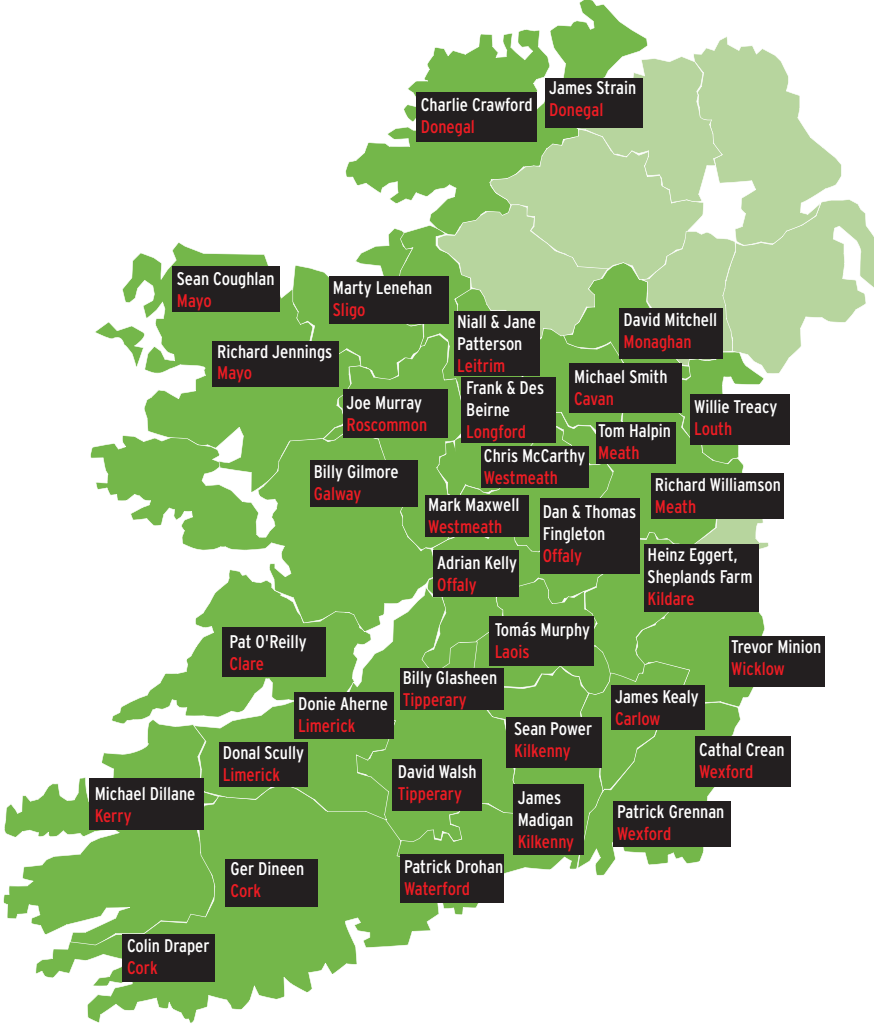 James Strain
Donegal
Charlie Crawford
Donegal
Sean Coughlan
Mayo
Marty Lenehan
Sligo
Niall & Jane
Patterson
Leitrim
David Mitchell
Monaghan
Richard Jennings
Mayo
Michael Smith
Cavan
Frank & Des
Beirne
Longford
Joe Murray
Roscommon
Willie Treacy
Louth
Tom Halpin
Meath
Chris McCarthy
Westmeath
Billy Gilmore
Galway
Richard Williamson
Meath
Mark Maxwell
Westmeath
Dan & Thomas
Fingleton
Offaly
Heinz Eggert,
Sheplands Farm
Kildare
Adrian Kelly
Offaly
Tomás Murphy
Laois
Pat O'Reilly
Clare
Trevor Minion
Wicklow
Billy Glasheen
Tipperary
James Kealy
Carlow
Donie Aherne
Limerick
Sean Power
Kilkenny
Cathal Crean
Wexford
Donal Scully
Limerick
David Walsh
Tipperary
Michael Dillane
Kerry
James
Madigan
Kilkenny
Patrick Grennan
Wexford
Ger Dineen
Cork
Patrick Drohan
Waterford
Colin Draper
Cork